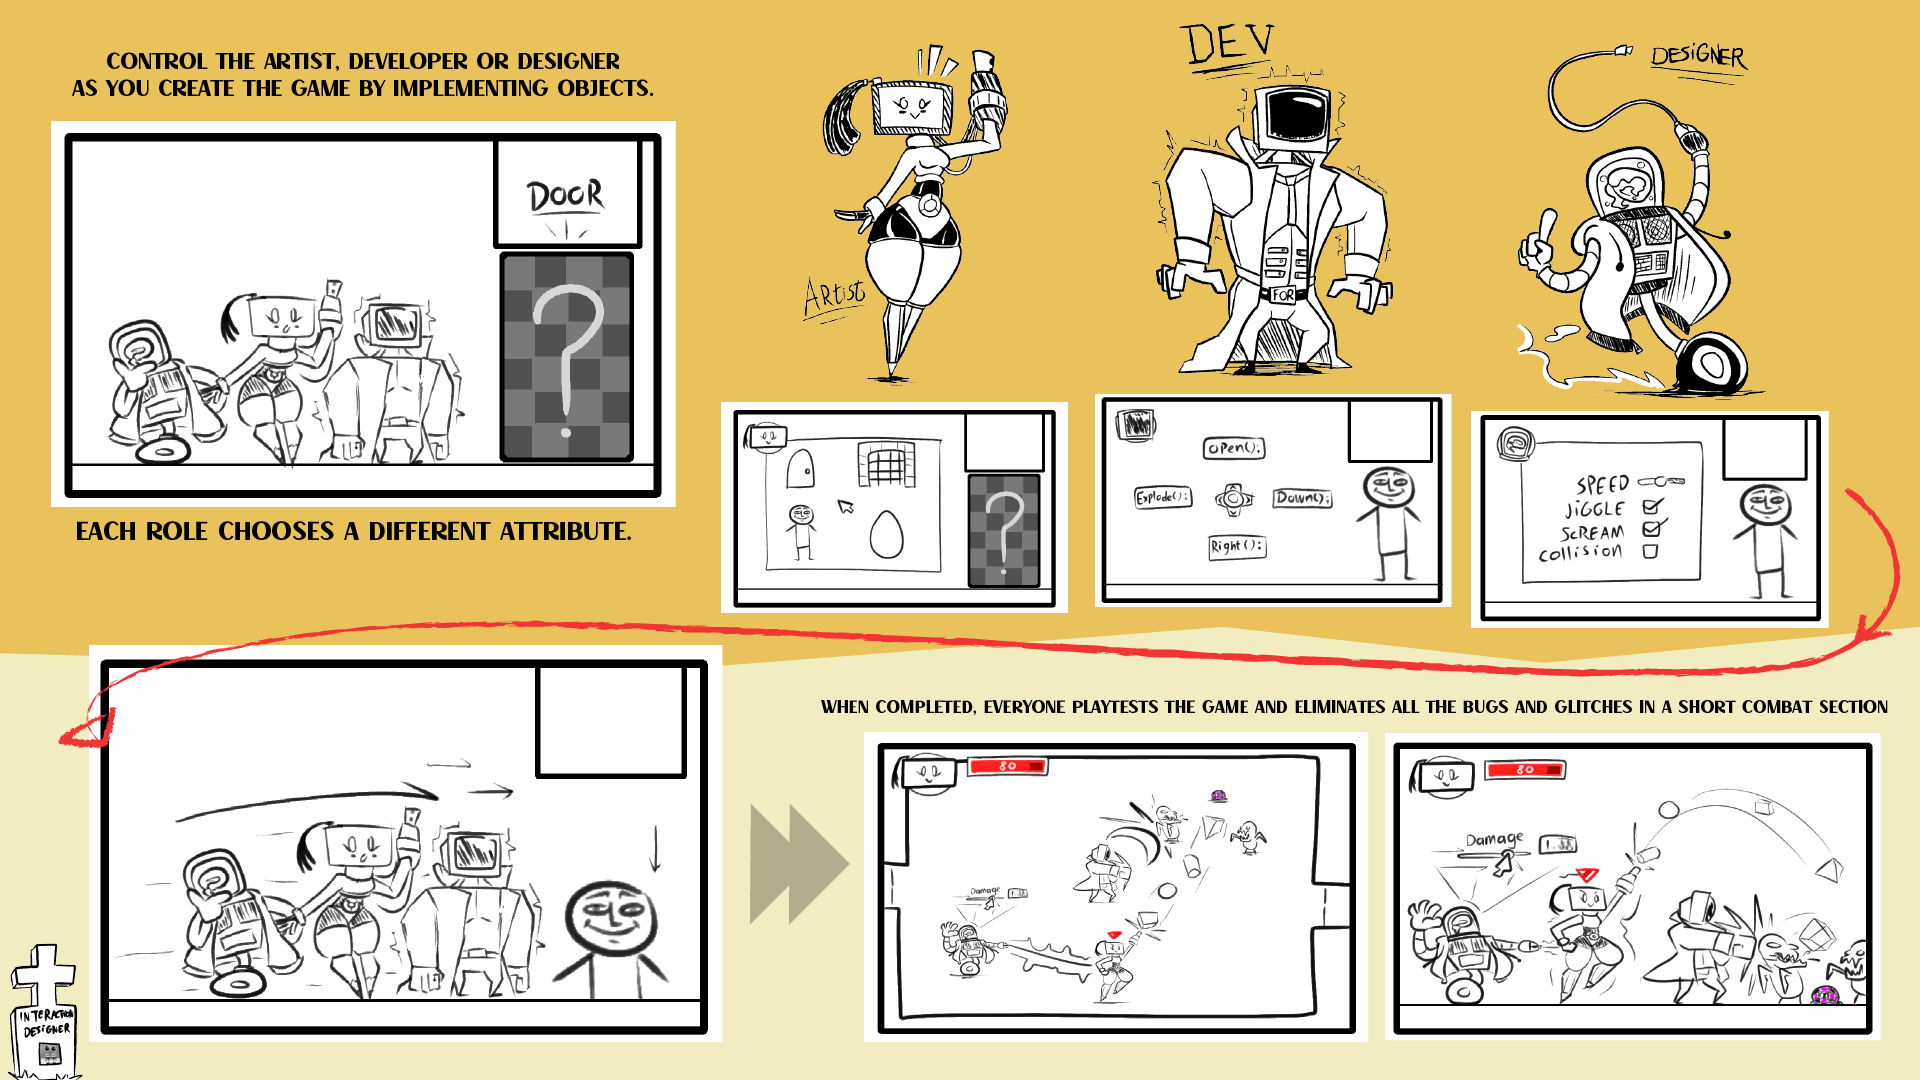 CONTROL THE ARTIST, DEVELOPER OR DESIGNER
AS YOU CREATE THE GAME BY IMPLEMENTING OBJECTS.
DOOR
?
EACH ROLE CHOOSES A DIFFERENT ATTRIBUTE.
ARtist
DEV
FOR
DESiGNER
?
oPen();
Explode();
Down();
Right();
SPEED
JiGGLE
ScREAM
Collision
WHEN COMPLETED, EVERYONE PLAYTESTS THE GAME AND ELIMINATES ALL THE BUGS AND GLITCHES IN A SHORT COMBAT SECTION
80
Damage
80
Damage
INTERACTION
DESiGNER